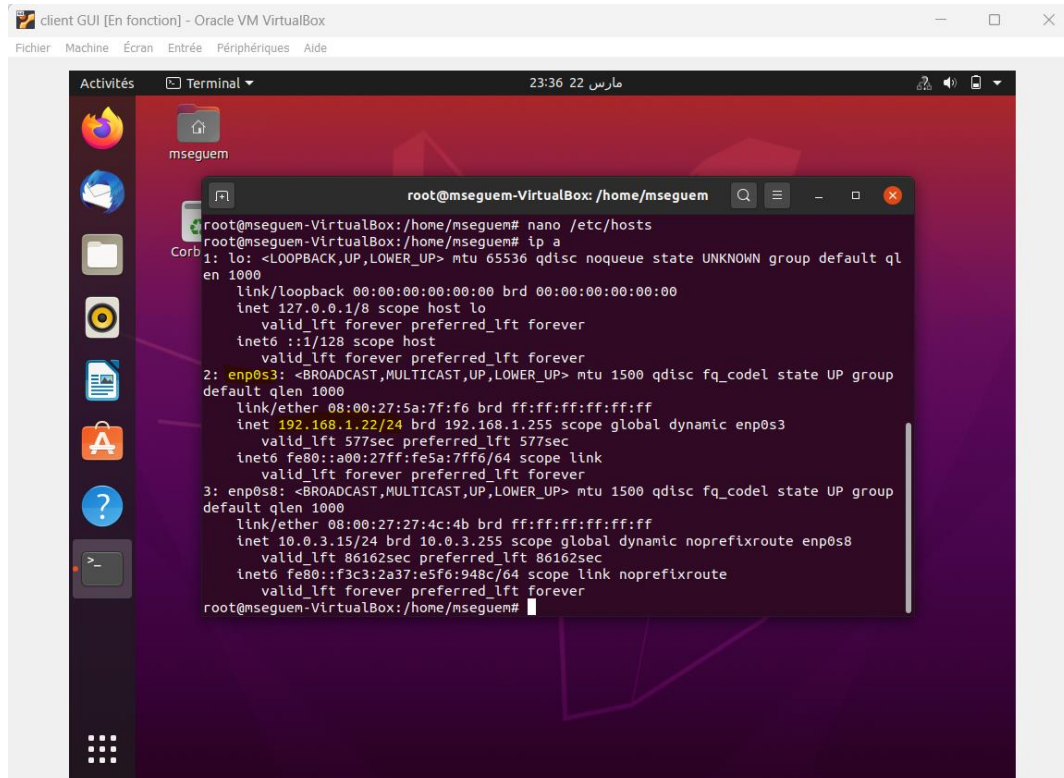 client GUI [En fonction] - Oracle VM VirtualBox
Fichier Machine Écran Entrée Périphériques Aide
Activités Terminal 23:36 22 مارس
mseguem
root@mseguem-VirtualBox: /home/mseguem
Corb
root@mseguem-VirtualBox:/home/mseguem# nano /etc/hosts
root@mseguem-VirtualBox:/home/mseguem# ip a
1: lo: <LOOPBACK,UP,LOWER_UP> mtu 65536 qdisc noqueue state UNKNOWN group default ql
en 1000
link/loopback 00:00:00:00:00:00 brd 00:00:00:00:00:00
inet 127.0.0.1/8 scope host lo
valid_lft forever preferred_lft forever
inet6 ::1/128 scope host
valid_lft forever preferred_lft forever
2: enp0s3: <BROADCAST,MULTICAST,UP,LOWER_UP> mtu 1500 qdisc fq_codel state UP group
default qlen 1000
link/ether 08:00:27:5a:7f:f6 brd ff:ff:ff:ff:ff:ff
inet 192.168.1.22/24 brd 192.168.1.255 scope global dynamic enp0s3
valid_lft 577sec preferred_lft 577sec
inet6 fe80::a00:27ff:fe5a:7ff6/64 scope link
valid_lft forever preferred_lft forever
3: enp0s8: <BROADCAST,MULTICAST,UP,LOWER_UP> mtu 1500 qdisc fq_codel state UP group
default qlen 1000
link/ether 08:00:27:27:4c:4b brd ff:ff:ff:ff:ff:ff
inet 10.0.3.15/24 brd 10.0.3.255 scope global dynamic noprefixroute enp0s8
valid_lft 86162sec preferred_lft 86162sec
inet6 fe80::f3c3:2a37:e5f6:948c/64 scope link noprefixroute
valid_lft forever preferred_lft forever
root@mseguem-VirtualBox:/home/mseguem#